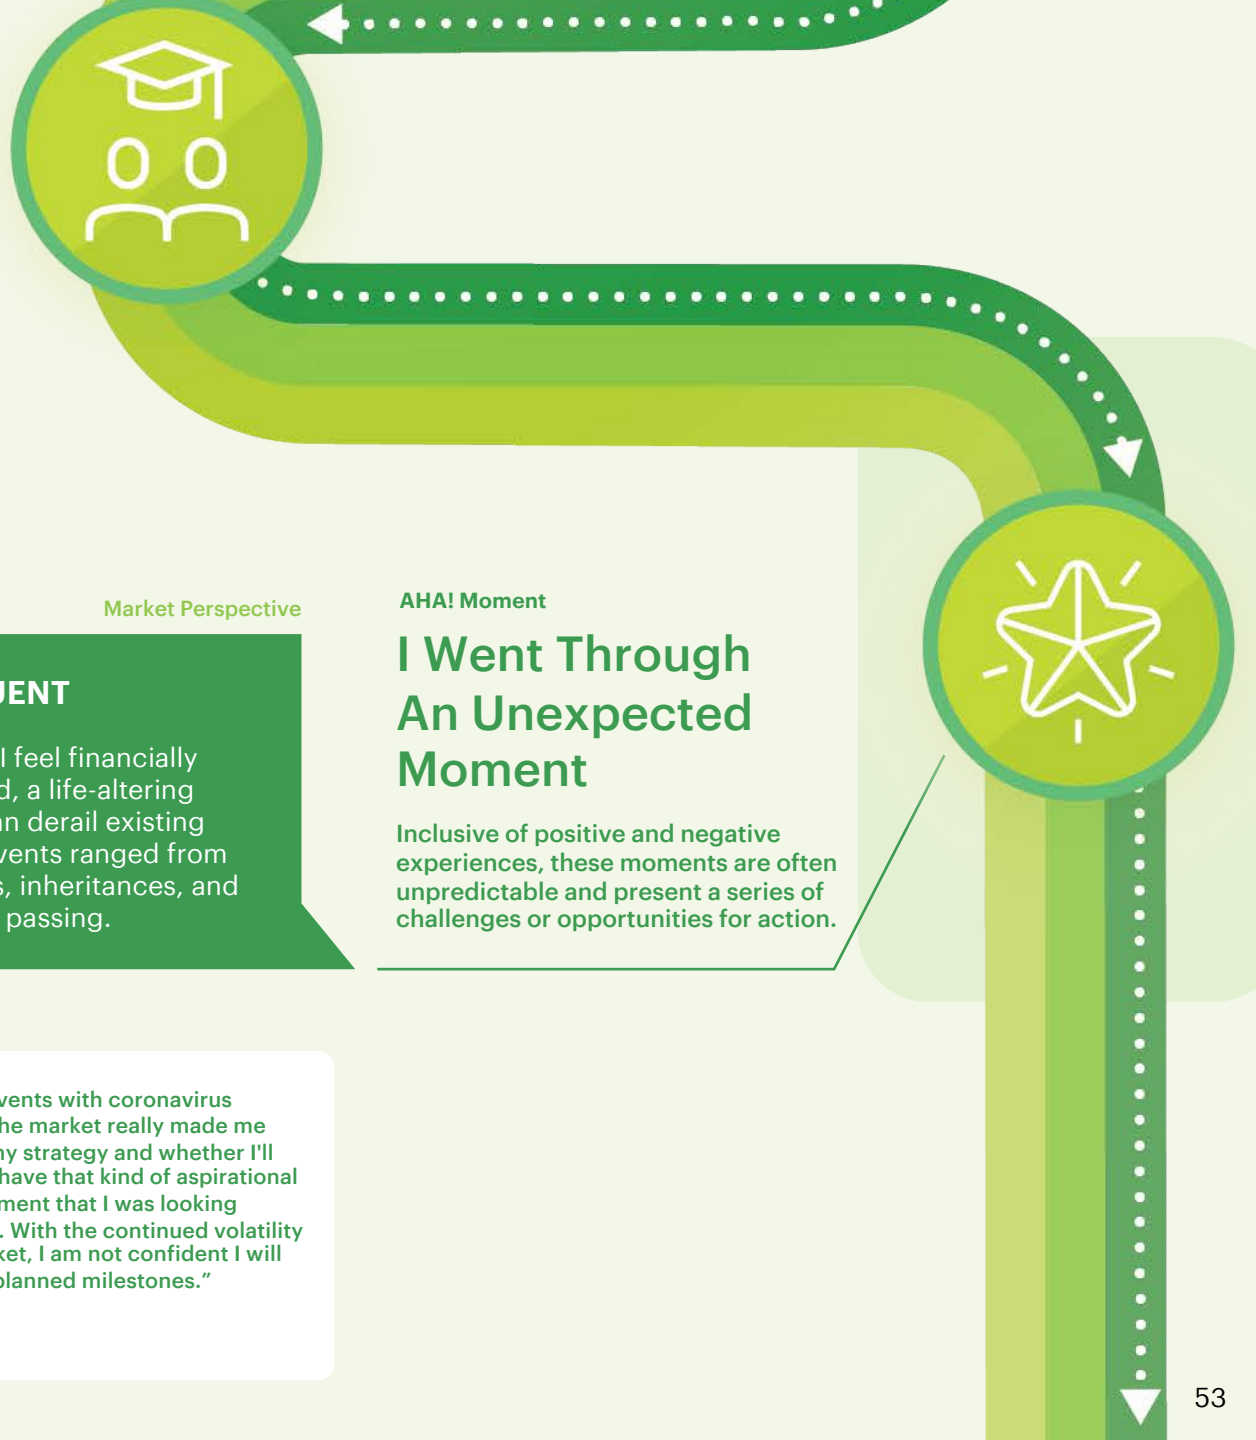 Market Perspective
UENT
I feel financially
d, a life-altering
an derail existing
vents ranged from
s, inheritances, and
passing.
AHA! Moment
I Went Through
An Unexpected
Moment
Inclusive of positive and negative
experiences, these moments are often
unpredictable and present a series of
challenges or opportunities for action.
vents with coronavirus
he market really made me
ny strategy and whether I'll
have that kind of aspirational
ment that I was looking
. With the continued volatility
ket, I am not confident I will
planned milestones.”
53